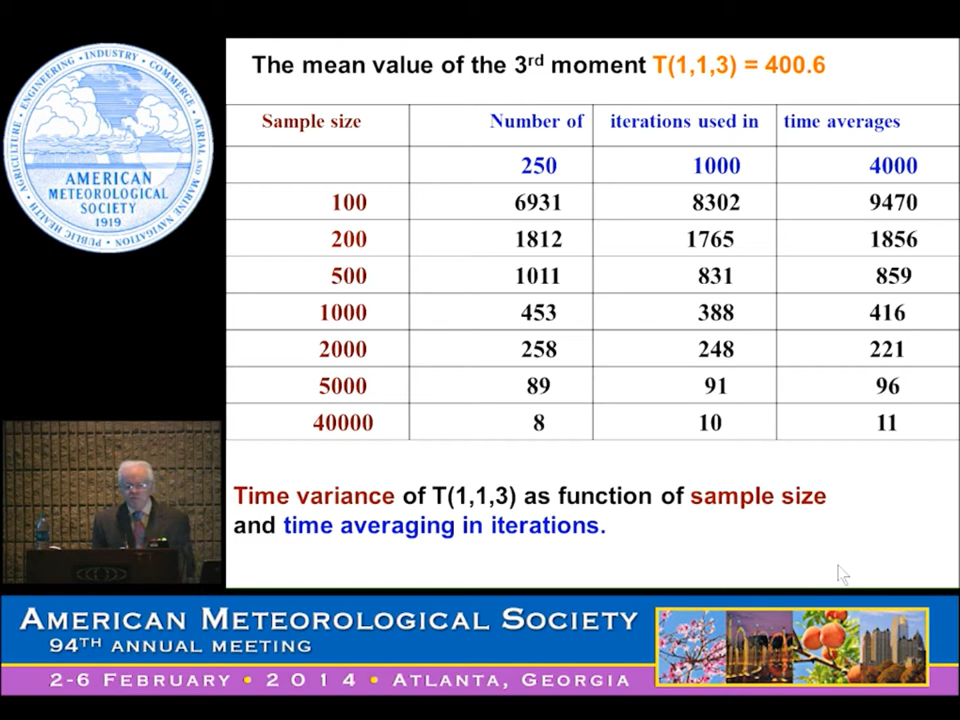 The mean value of the 3rd moment T(1,1,3) = 400.6
Sample size Number of iterations used in time averages
250 1000 4000
100 6931 8302 9470
200 1812 1765 1856
500 1011 831 859
1000 453 388 416
2000 258 248 221
5000 89 91 96
40000 8 10 11
Time variance of T(1,1,3) as function of sample size
and time averaging in iterations.
AGRICULTURE • ENGINEERING • INDUSTRY • COMMERCE • AERIAL AND MARINE NAVIGATION • PUBLIC HEALTH •
AMERICAN
METEOROLOGICAL
SOCIETY
1919
AMERICAN METEOROLOGICAL SOCIETY
94TH ANNUAL MEETING
2-6 FEBRUARY • 2014 • ATLANTA, GEORGIA